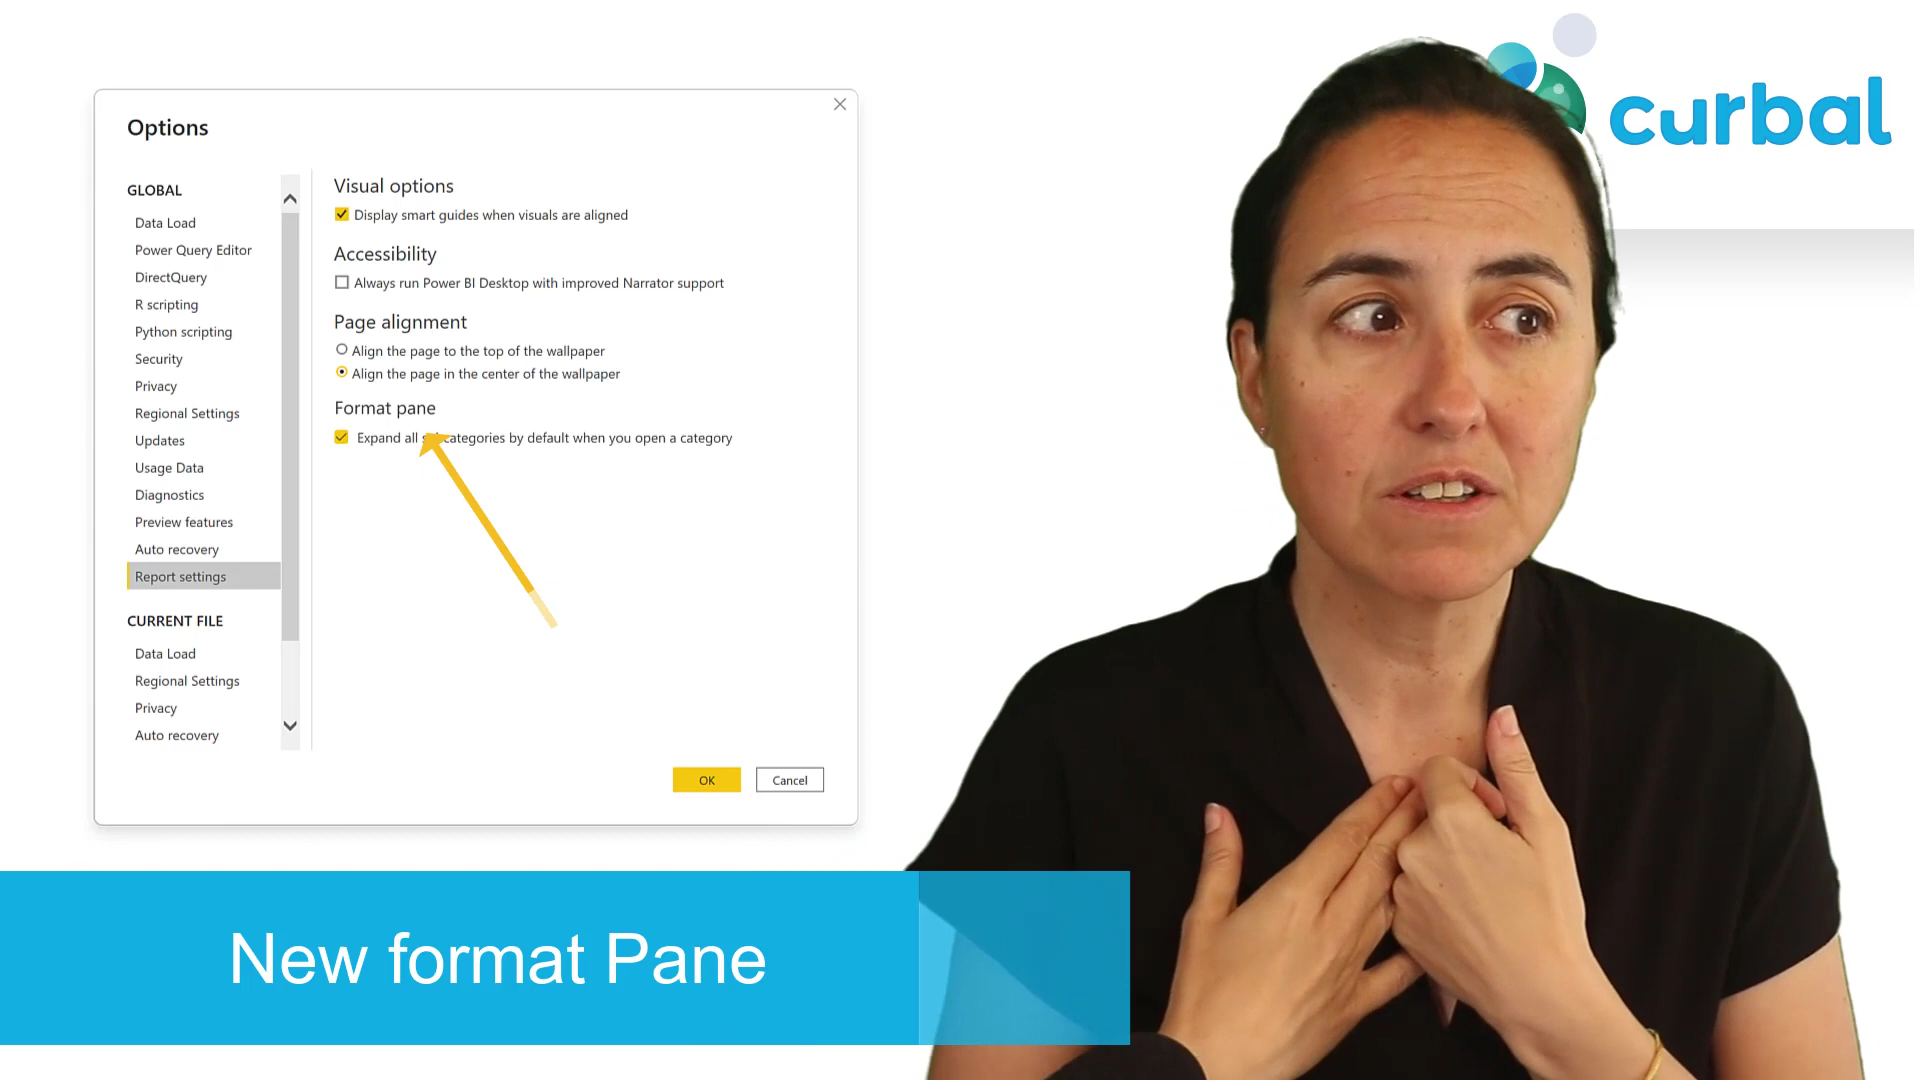 curbal
Options
GLOBAL
Data Load
Power Query Editor
DirectQuery
R scripting
Python scripting
Security
Privacy
Regional Settings
Updates
Usage Data
Diagnostics
Preview features
Auto recovery
Report settings
CURRENT FILE
Data Load
Regional Settings
Privacy
Auto recovery
Visual options
Display smart guides when visuals are aligned
Accessibility
Always run Power BI Desktop with improved Narrator support
Page alignment
Align the page to the top of the wallpaper
Align the page in the center of the wallpaper
Format pane
Expand all categories by default when you open a category
OK
Cancel
New format Pane